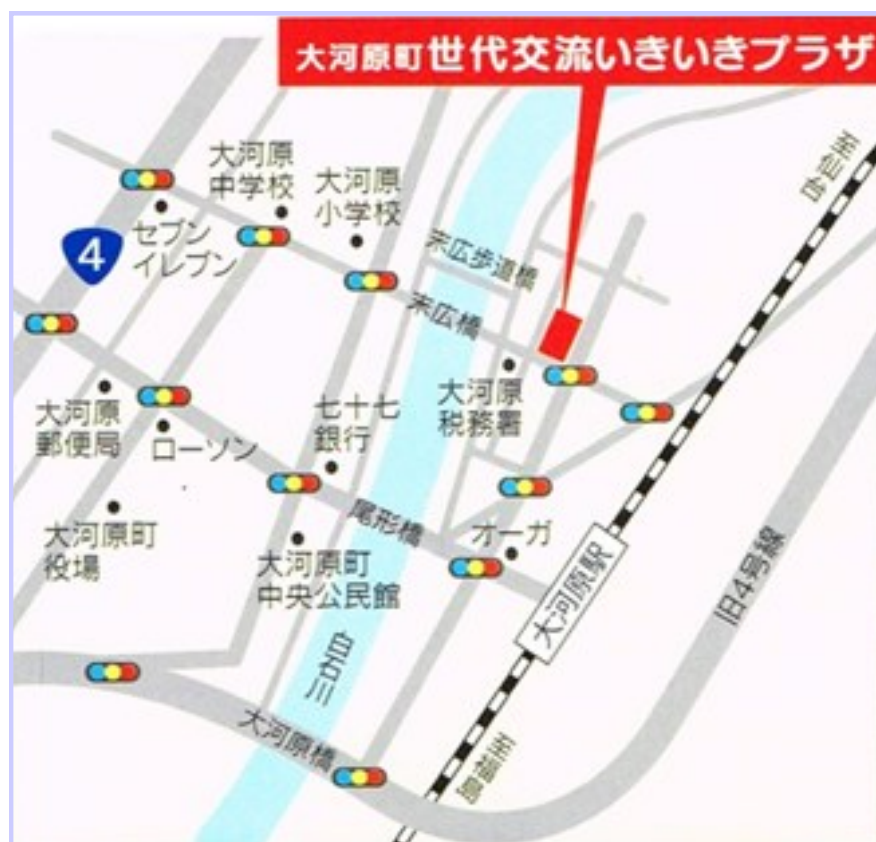 大河原町 世代交流いきいきプラザ
至仙台
大河原
中学校
大河原
小学校
セブン
イレブン
4
末広歩道橋
末広橋
大河原
税務署
大河原
郵便局
ローソン
七十七
銀行
大河原町
役場
尾形橋
オーガ
大河原町
中央公民館
大河原駅
旧4号線
白石川
大河原橋
至福島